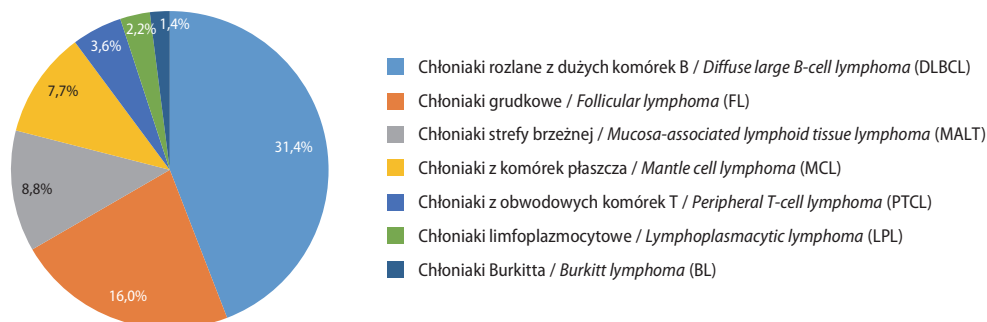 1,4%
2,2%
3,6%
7,7%
31,4%
8,8%
16,0%
Chłoniaki rozlane z dużych komórek B / Diffuse large B-cell lymphoma (DLBCL)
Chłoniaki grudkowe / Follicular lymphoma (FL)
Chłoniaki strefy brzeżnej / Mucosa-associated lymphoid tissue lymphoma (MALT)
Chłoniaki z komórek płaszcza / Mantle cell lymphoma (MCL)
Chłoniaki z obwodowych komórek T / Peripheral T-cell lymphoma (PTCL)
Chłoniaki limfoplazmocytowe / Lymphoplasmacytic lymphoma (LPL)
Chłoniaki Burkitta / Burkitt lymphoma (BL)